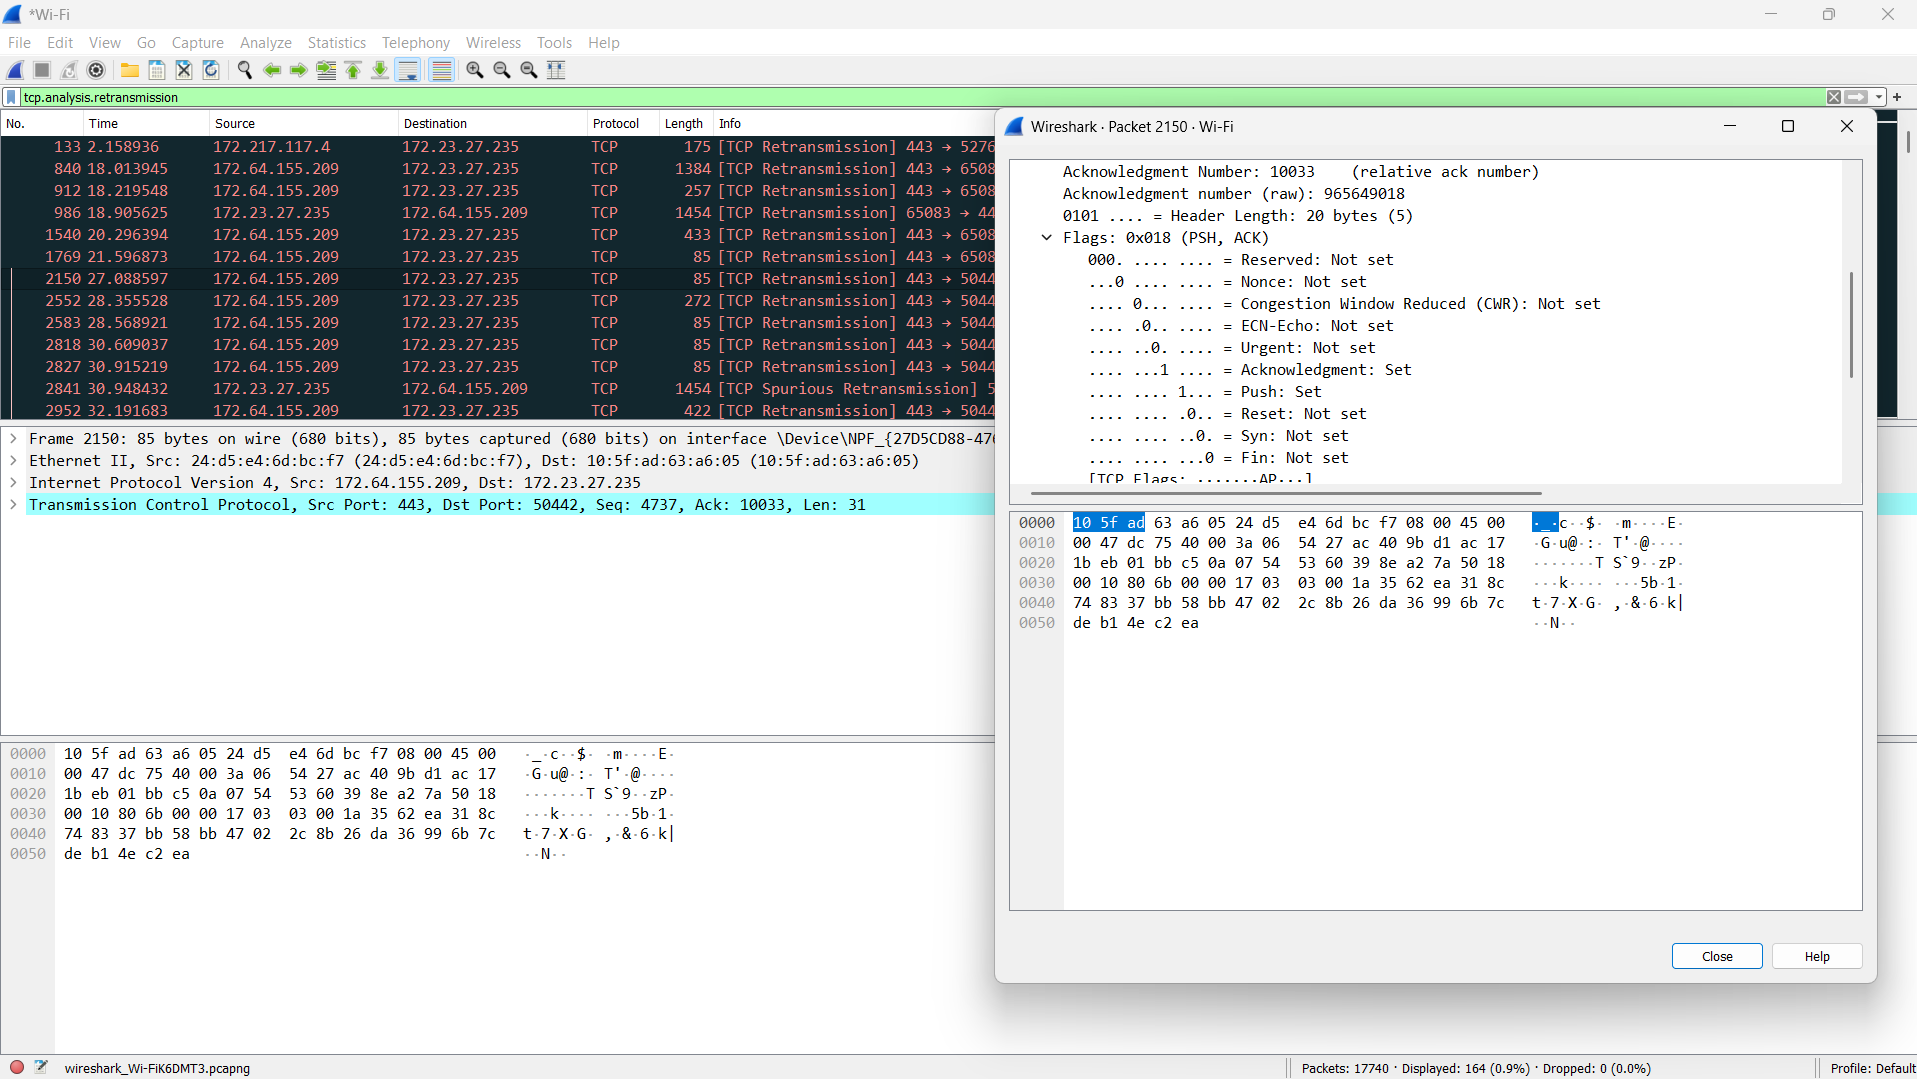 *Wi-Fi
File Edit View Go Capture Analyze Statistics Telephony Wireless Tools Help
tcp.analysis.retransmission
No. Time Source Destination Protocol Length Info
133 2.158936 172.217.117.4 172.23.27.235 TCP 175 [TCP Retransmission] 443 → 5276
840 18.013945 172.64.155.209 172.23.27.235 TCP 1384 [TCP Retransmission] 443 → 6508
912 18.219548 172.64.155.209 172.23.27.235 TCP 257 [TCP Retransmission] 443 → 6508
986 18.905625 172.23.27.235 172.64.155.209 TCP 1454 [TCP Retransmission] 65083 → 44
1540 20.296394 172.64.155.209 172.23.27.235 TCP 433 [TCP Retransmission] 443 → 6508
1769 21.596873 172.64.155.209 172.23.27.235 TCP 85 [TCP Retransmission] 443 → 6508
2150 27.088597 172.64.155.209 172.23.27.235 TCP 85 [TCP Retransmission] 443 → 5044
2552 28.355528 172.64.155.209 172.23.27.235 TCP 272 [TCP Retransmission] 443 → 5044
2583 28.568921 172.64.155.209 172.23.27.235 TCP 85 [TCP Retransmission] 443 → 5044
2818 30.609037 172.64.155.209 172.23.27.235 TCP 85 [TCP Retransmission] 443 → 5044
2827 30.915219 172.64.155.209 172.23.27.235 TCP 85 [TCP Retransmission] 443 → 5044
2841 30.948432 172.23.27.235 172.64.155.209 TCP 1454 [TCP Spurious Retransmission] 5
2952 32.191683 172.64.155.209 172.23.27.235 TCP 422 [TCP Retransmission] 443 → 5044
Frame 2150: 85 bytes on wire (680 bits), 85 bytes captured (680 bits) on interface \Device\NPF_{27D5CD88-476
Ethernet II, Src: 24:d5:e4:6d:bc:f7 (24:d5:e4:6d:bc:f7), Dst: 10:5f:ad:63:a6:05 (10:5f:ad:63:a6:05)
Internet Protocol Version 4, Src: 172.64.155.209, Dst: 172.23.27.235
Transmission Control Protocol, Src Port: 443, Dst Port: 50442, Seq: 4737, Ack: 10033, Len: 31
0000 10 5f ad 63 a6 05 24 d5 e4 6d bc f7 08 00 45 00 ·_·c··$· ·m····E·
0010 00 47 dc 75 40 00 3a 06 54 27 ac 40 9b d1 ac 17 ·G·u@·:· T'·@····
0020 1b eb 01 bb c5 0a 07 54 53 60 39 8e a2 7a 50 18 ·······T S`9··zP·
0030 00 10 80 6b 00 00 17 03 03 00 1a 35 62 ea 31 8c ···k···· ···5b·1·
0040 74 83 37 bb 58 bb 47 02 2c 8b 26 da 36 99 6b 7c t·7·X·G· ,·&·6·k|
0050 de b1 4e c2 ea ··N··
Wireshark · Packet 2150 · Wi-Fi
Acknowledgment Number: 10033 (relative ack number)
Acknowledgment number (raw): 965649018
0101 .... = Header Length: 20 bytes (5)
Flags: 0x018 (PSH, ACK)
000. .... .... = Reserved: Not set
...0 .... .... = Nonce: Not set
.... 0... .... = Congestion Window Reduced (CWR): Not set
.... .0.. .... = ECN-Echo: Not set
.... ..0. .... = Urgent: Not set
.... ...1 .... = Acknowledgment: Set
.... .... 1... = Push: Set
.... .... .0.. = Reset: Not set
.... .... ..0. = Syn: Not set
.... .... ...0 = Fin: Not set
[TCP Flags: ·······AP···]
0000 10 5f ad 63 a6 05 24 d5 e4 6d bc f7 08 00 45 00 ·_·c··$· ·m····E·
0010 00 47 dc 75 40 00 3a 06 54 27 ac 40 9b d1 ac 17 ·G·u@·:· T'·@····
0020 1b eb 01 bb c5 0a 07 54 53 60 39 8e a2 7a 50 18 ·······T S`9··zP·
0030 00 10 80 6b 00 00 17 03 03 00 1a 35 62 ea 31 8c ···k···· ···5b·1·
0040 74 83 37 bb 58 bb 47 02 2c 8b 26 da 36 99 6b 7c t·7·X·G· ,·&·6·k|
0050 de b1 4e c2 ea ··N··
Close Help
wireshark_Wi-FiK6DMT3.pcapng
Packets: 17740 · Displayed: 164 (0.9%) · Dropped: 0 (0.0%)
Profile: Default